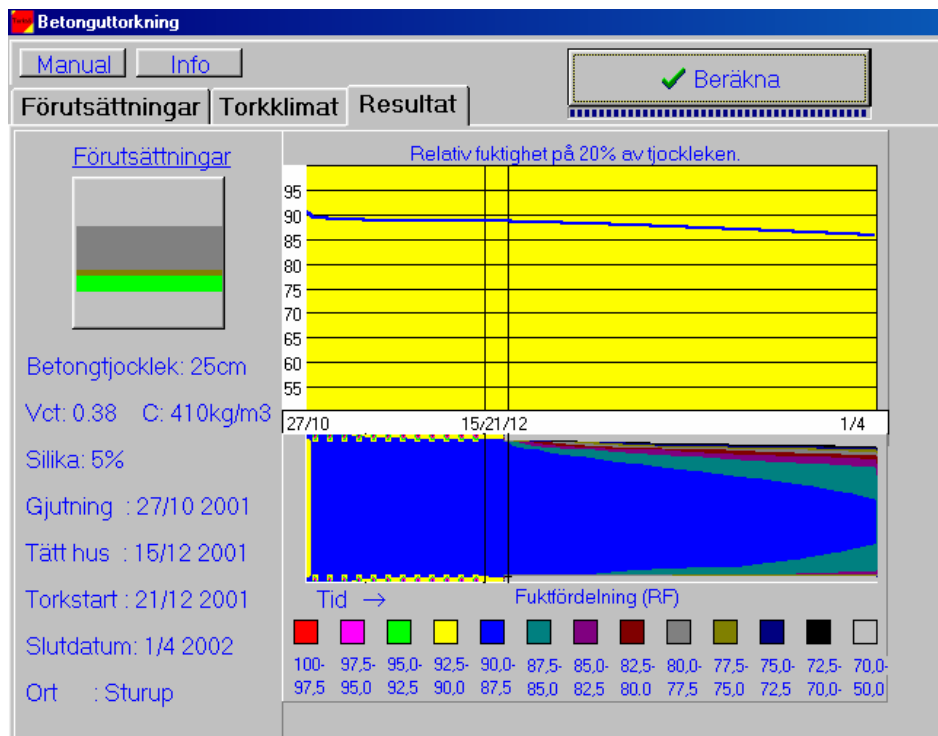 Betonguttorkning
Manual Info
Beräkna
Förutsättningar Torkklimat Resultat
Förutsättningar
Betongtjocklek: 25cm
Vct: 0.38 C: 410kg/m3
Silika: 5%
Gjutning : 27/10 2001
Tätt hus : 15/12 2001
Torkstart : 21/12 2001
Slutdatum: 1/4 2002
Ort : Sturup
Relativ fuktighet på 20% av tjockleken.
95
90
85
80
75
70
65
60
55
27/10 15/21/12 1/4
Tid → Fuktfördelning (RF)
100- 97,5- 95,0- 92,5- 90,0- 87,5- 85,0- 82,5- 80,0- 77,5- 75,0- 72,5- 70,0-
97,5 95,0 92,5 90,0 87,5 85,0 82,5 80.0 77,5 75,0 72,5 70,0- 50,0